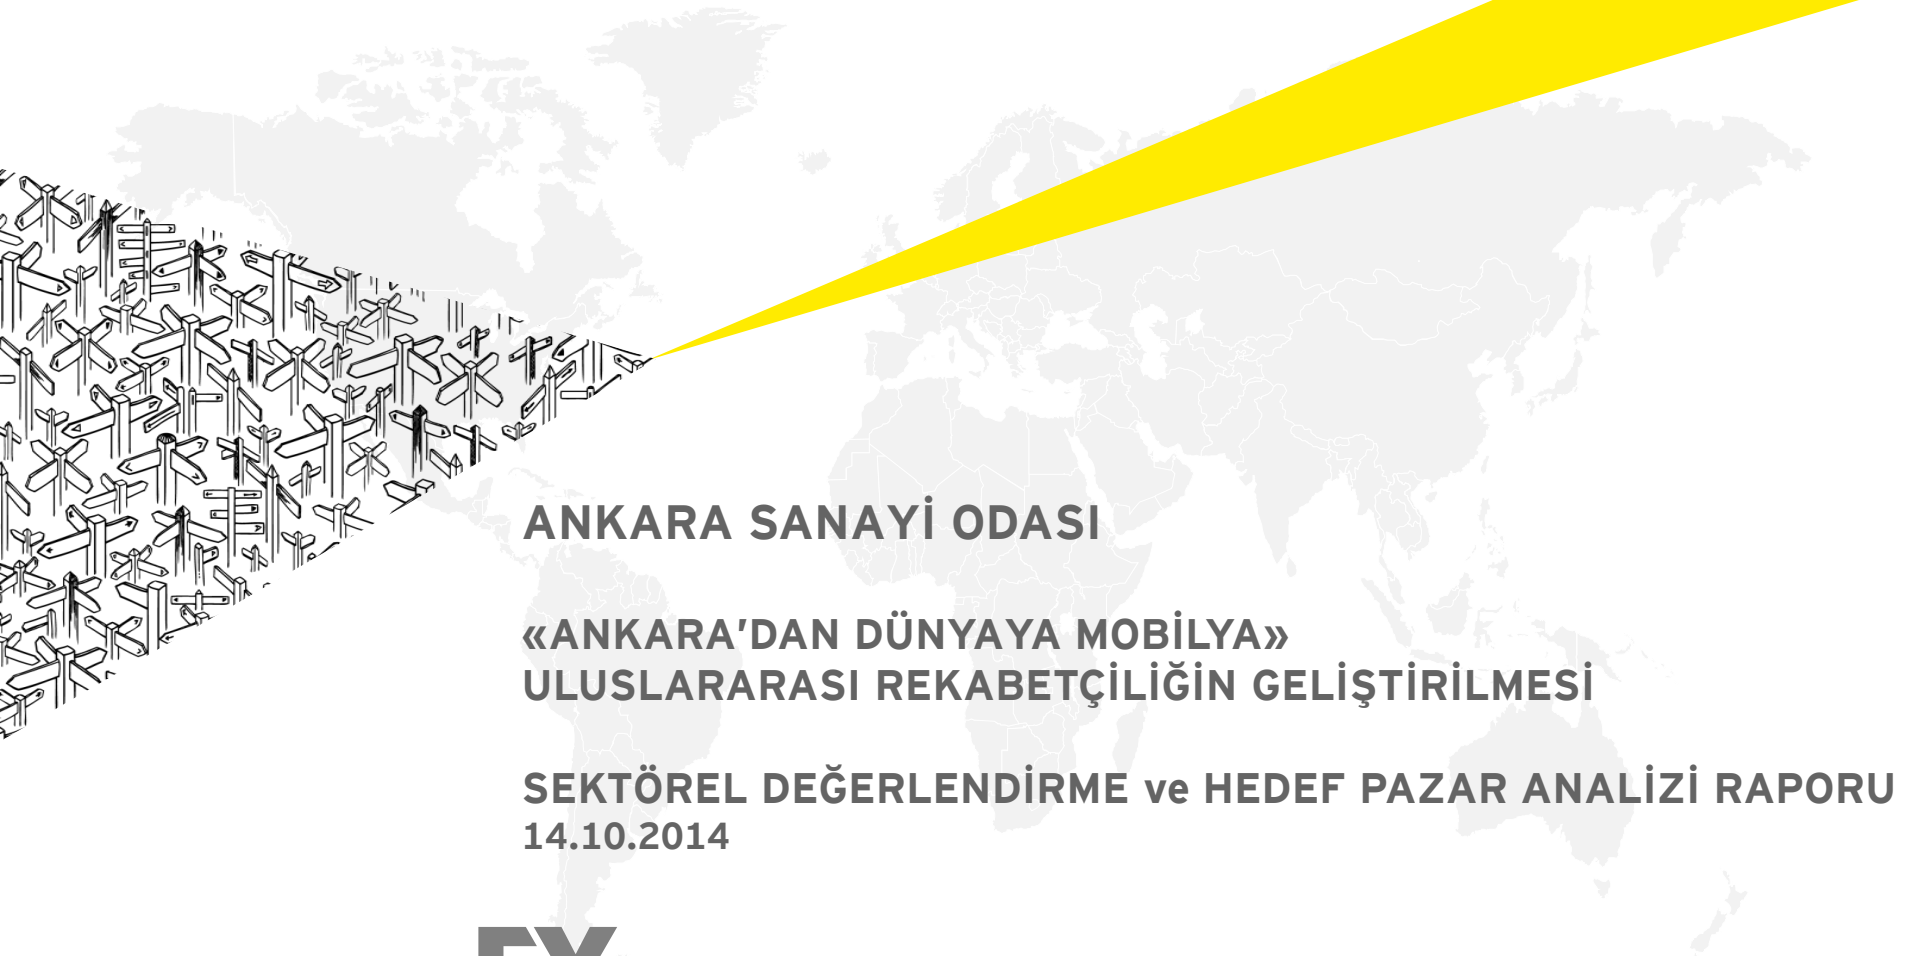 ANKARA SANAYİ ODASI
«ANKARA'DAN DÜNYAYA MOBİLYA»
ULUSLARARASI REKABETÇİLİĞİN GELİŞTİRİLMESİ
SEKTÖREL DEĞERLENDİRME ve HEDEF PAZAR ANALİZİ RAPORU
14.10.2014
EY